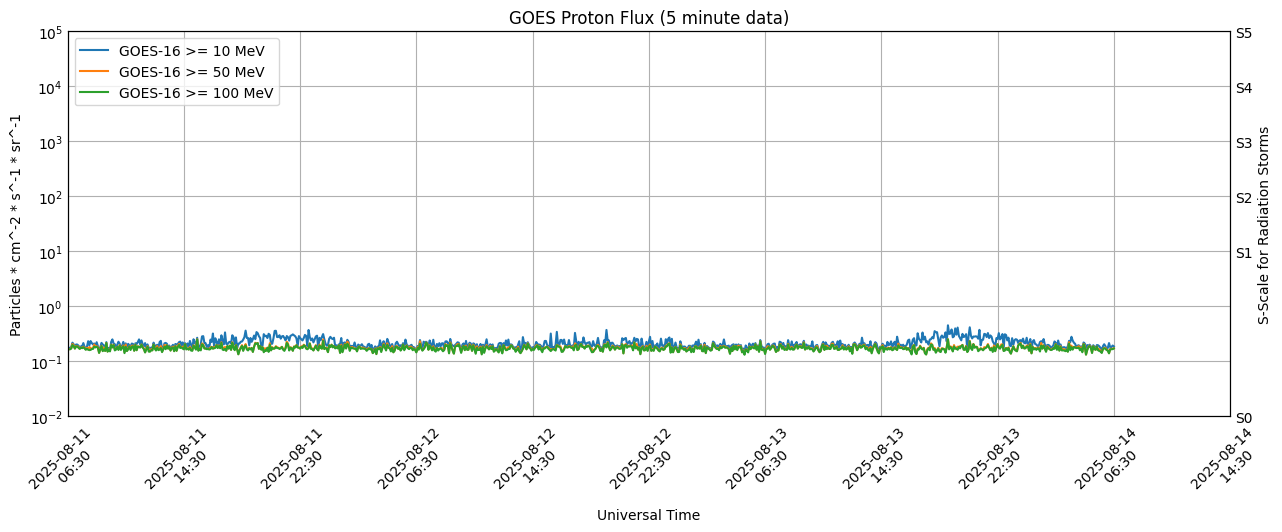 GOES Proton Flux (5 minute data)
GOES-16 >= 10 MeV
GOES-16 >= 50 MeV
GOES-16 >= 100 MeV
Particles * cm^-2 * s^-1 * sr^-1
10^5
10^4
10^3
10^2
10^1
10^0
10^-1
10^-2
S5
S4
S3
S2
S1
S0
S-Scale for Radiation Storms
2025-08-11
06:30
2025-08-11
14:30
2025-08-11
22:30
2025-08-12
06:30
2025-08-12
14:30
2025-08-12
22:30
2025-08-13
06:30
2025-08-13
14:30
2025-08-13
22:30
2025-08-14
06:30
2025-08-14
14:30
Universal Time